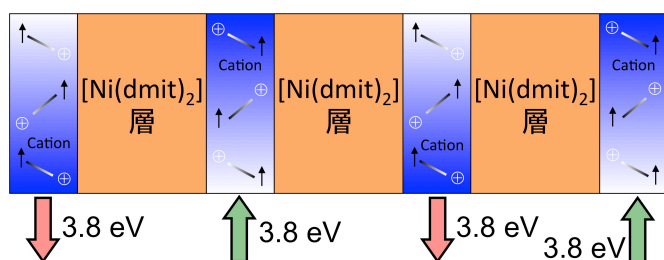 Cation
[Ni(dmit)₂]
層
Cation
[Ni(dmit)₂]
層
Cation
[Ni(dmit)₂]
層
Cation
3.8 eV
3.8 eV
3.8 eV
3.8 eV